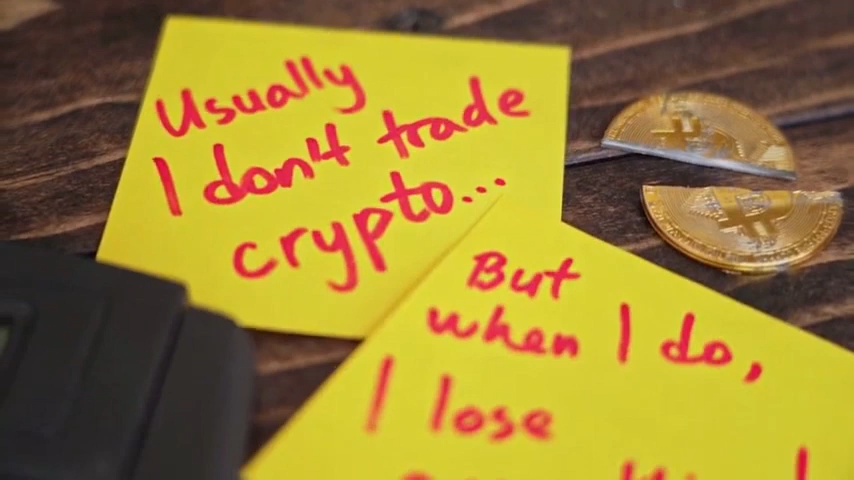 Usually
I don't trade
crypto...
But
when I do,
I lose